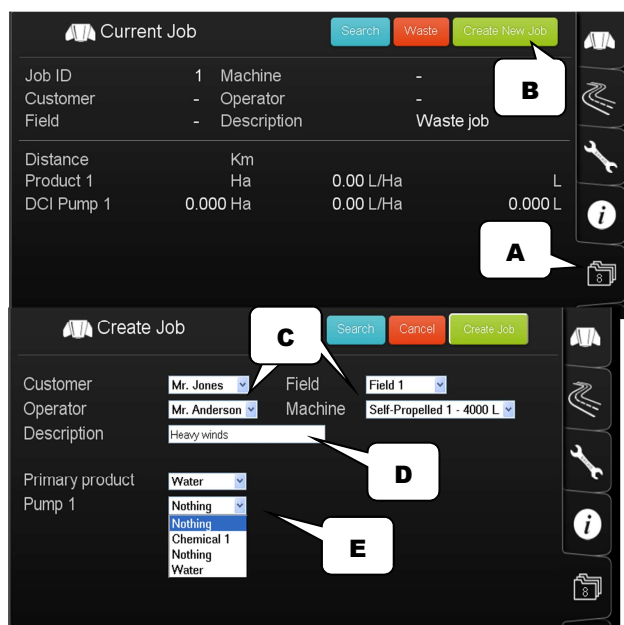 Current Job Search Waste Create New Job
B
Job ID 1 Machine -
Customer - Operator -
Field - Description Waste job
Distance Km
Product 1 Ha 0.00 L/Ha L
DCI Pump 1 0.000 Ha 0.00 L/Ha 0.000 L
i
A
8
Create Job Search Cancel Create Job
C
Customer Mr. Jones Field Field 1
Operator Mr. Anderson Machine Self-Propelled 1 - 4000 L
Description Heavy winds
D
Primary product Water
Pump 1 Nothing
Nothing
Chemical 1
Nothing
Water
E
i
8